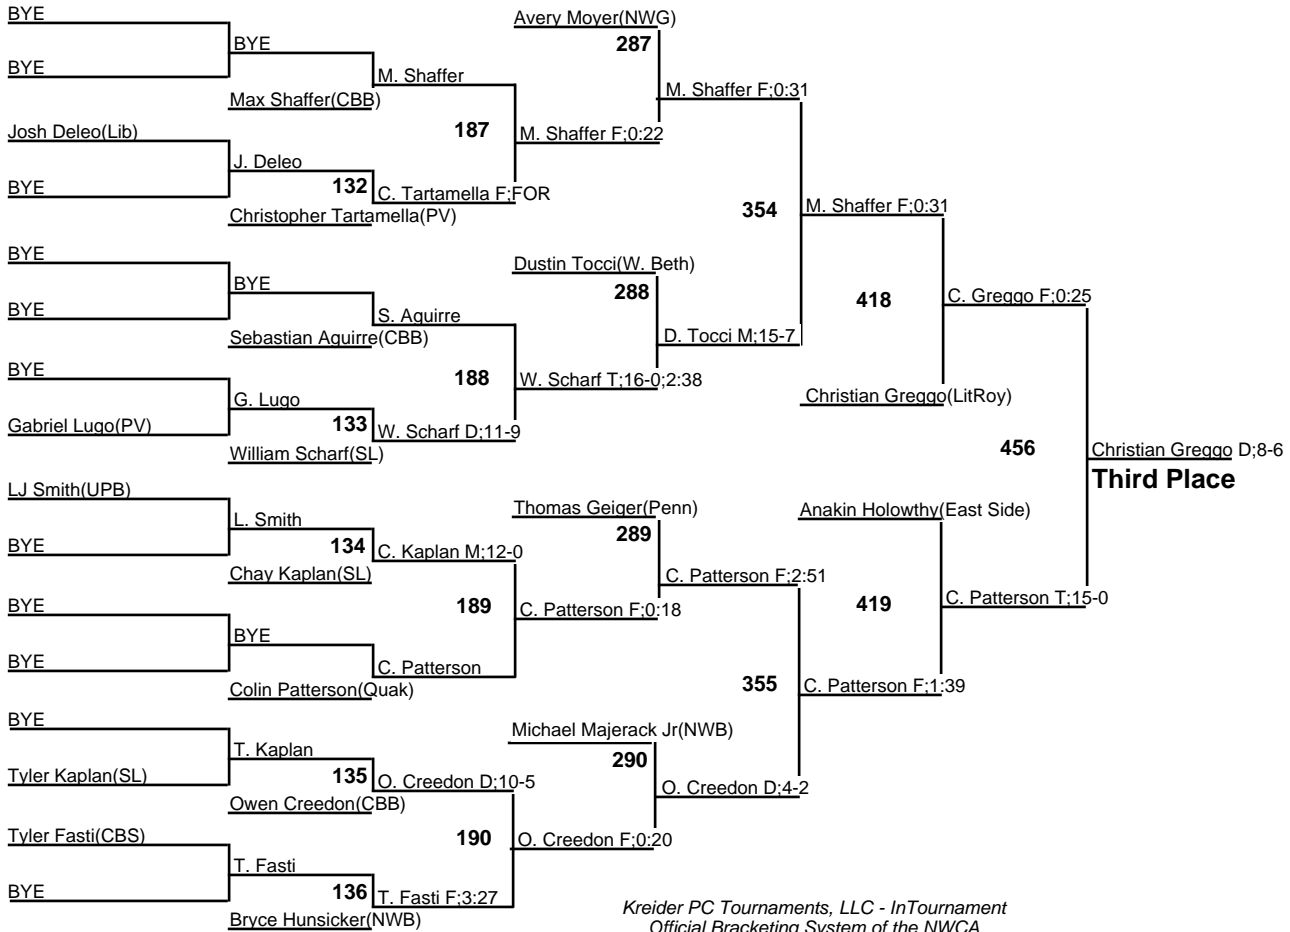 BYE
Avery Moyer(NWG)
287
BYE
BYE
M. Shaffer
M. Shaffer F;0:31
Max Shaffer(CBB)
187
Josh Deleo(Lib)
M. Shaffer F;0:22
J. Deleo
132
BYE
C. Tartamella F;FOR
Christopher Tartamella(PV)
354
M. Shaffer F;0:31
BYE
Dustin Tocci(W. Beth)
BYE
288
418
C. Greggo F;0:25
BYE
S. Aguirre
Sebastian Aguirre(CBB)
D. Tocci M;15-7
BYE
188
W. Scharf T;16-0;2:38
G. Lugo
Christian Greggo(LitRoy)
Gabriel Lugo(PV)
133
W. Scharf D;11-9
William Scharf(SL)
456
Christian Greggo D;8-6
Third Place
LJ Smith(UPB)
Thomas Geiger(Penn)
Anakin Holowthy(East Side)
L. Smith
289
BYE
134
C. Kaplan M;12-0
Chay Kaplan(SL)
C. Patterson F;2:51
BYE
189
C. Patterson F;0:18
419
C. Patterson T;15-0
BYE
BYE
C. Patterson
Colin Patterson(Quak)
355
C. Patterson F;1:39
BYE
Michael Majerack Jr(NWB)
T. Kaplan
290
Tyler Kaplan(SL)
135
O. Creedon D;10-5
O. Creedon D;4-2
Owen Creedon(CBB)
Tyler Fasti(CBS)
190
O. Creedon F;0:20
T. Fasti
BYE
136
T. Fasti F;3:27
Bryce Hunsicker(NWB)
Kreider PC Tournaments, LLC - InTournament
Official Bracketing System of the NWCA